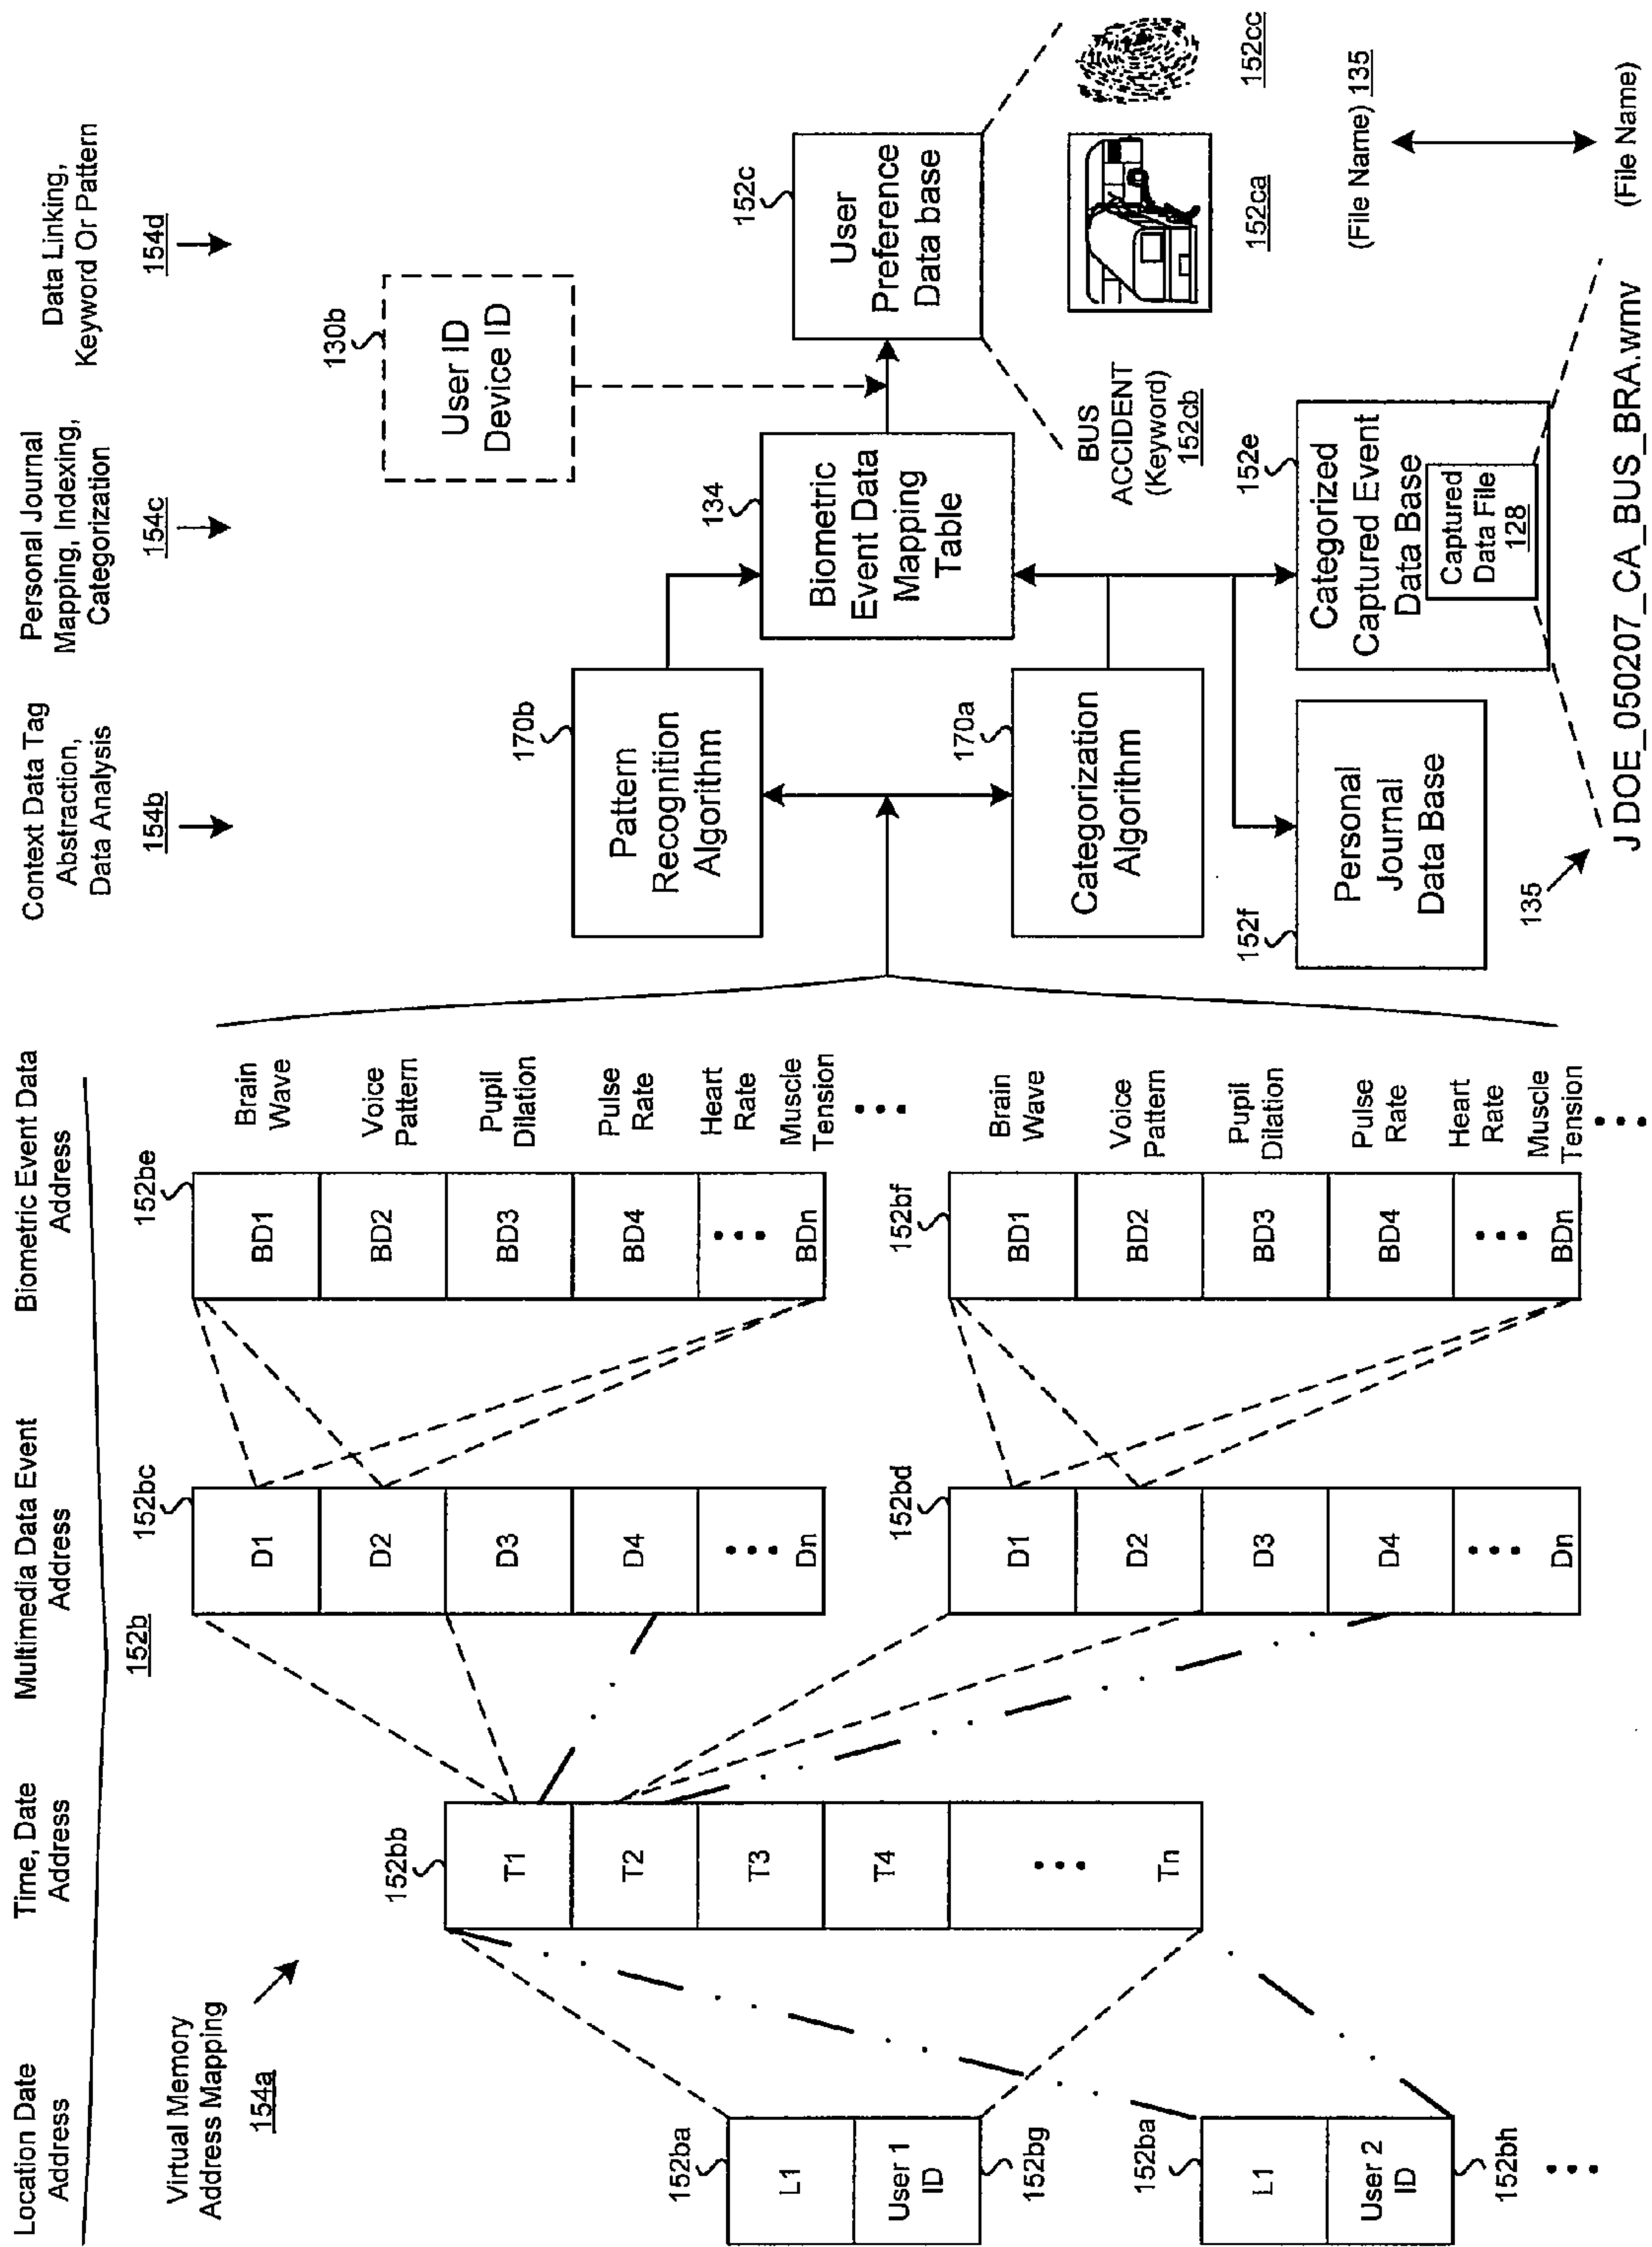 Location Date
Address
Time, Date
Address
Multimedia Data Event
Address
Biometric Event Data
Address
Context Data Tag
Abstraction,
Data Analysis
154b
Personal Journal
Mapping, Indexing,
Categorization
154c
Data Linking,
Keyword Or Pattern
154d
Virtual Memory
Address Mapping
154a
152b
152ba
L1
User 1
ID
152bg
152ba
L1
User 2
ID
152bh
152bb
T1
T2
T3
T4
Tn
152bc
D1
D2
D3
D4
Dn
152bd
D1
D2
D3
D4
Dn
152be
BD1
BD2
BD3
BD4
BDn
152bf
BD1
BD2
BD3
BD4
BDn
Brain
Wave
Voice
Pattern
Pupil
Dilation
Pulse
Rate
Heart
Rate
Muscle
Tension
Brain
Wave
Voice
Pattern
Pupil
Dilation
Pulse
Rate
Heart
Rate
Muscle
Tension
170b
Pattern
Recognition
Algorithm
170a
Categorization
Algorithm
152f
Personal
Journal
Data Base
134
Biometric
Event Data
Mapping
Table
130b
User ID
Device ID
152c
User
Preference
Data base
BUS
ACCIDENT
(Keyword)
152cb
152ca
152cc
152e
Categorized
Captured Event
Data Base
Captured
Data File
128
(File Name) 135
135
J DOE_050207_CA_BUS_BRA.wmv
(File Name)